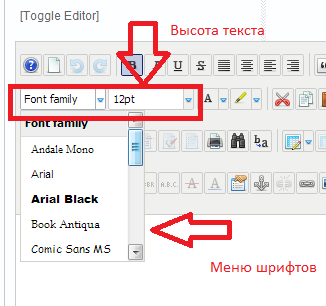 [Toggle Editor]
Высота текста
B I U S
Font family 12pt A
Font family
Andale Mono
Arial
Arial Black
Book Antiqua
Comic Sans MS
Меню шрифтов